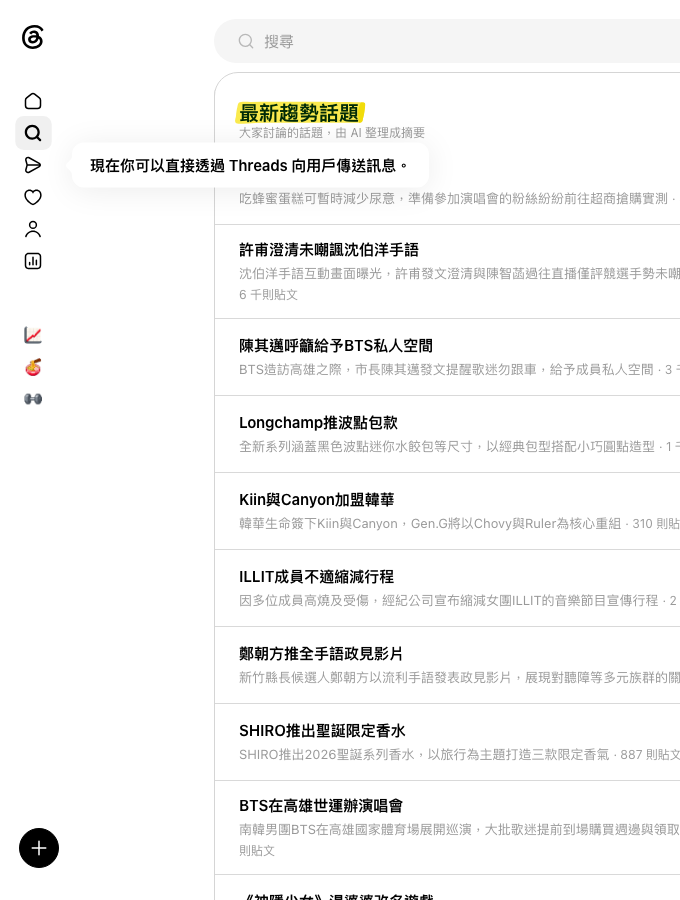 搜尋
最新趨勢話題
大家討論的話題，由 AI 整理成摘要
現在你可以直接透過 Threads 向用戶傳送訊息。
吃蜂蜜蛋糕可暫時減少尿意，準備參加演唱會的粉絲紛紛前往超商搶購實測 ·
許甫澄清未嘲諷沈伯洋手語
沈伯洋手語互動畫面曝光，許甫發文澄清與陳智菡過往直播僅評競選手勢未嘲
6 千則貼文
陳其邁呼籲給予BTS私人空間
BTS造訪高雄之際，市長陳其邁發文提醒歌迷勿跟車，給予成員私人空間 · 3
Longchamp推波點包款
全新系列涵蓋黑色波點迷你水餃包等尺寸，以經典包型搭配小巧圓點造型 · 1
Kiin與Canyon加盟韓華
韓華生命簽下Kiin與Canyon，Gen.G將以Chovy與Ruler為核心重組 · 310 則貼
ILLIT成員不適縮減行程
因多位成員高燒及受傷，經紀公司宣布縮減女團ILLIT的音樂節目宣傳行程 · 2
鄭朝方推全手語政見影片
新竹縣長候選人鄭朝方以流利手語發表政見影片，展現對聽障等多元族群的關
SHIRO推出聖誕限定香水
SHIRO推出2026聖誕系列香水，以旅行為主題打造三款限定香氣 · 887 則貼文
BTS在高雄世運辦演唱會
南韓男團BTS在高雄國家體育場展開巡演，大批歌迷提前到場購買週邊與領取
則貼文